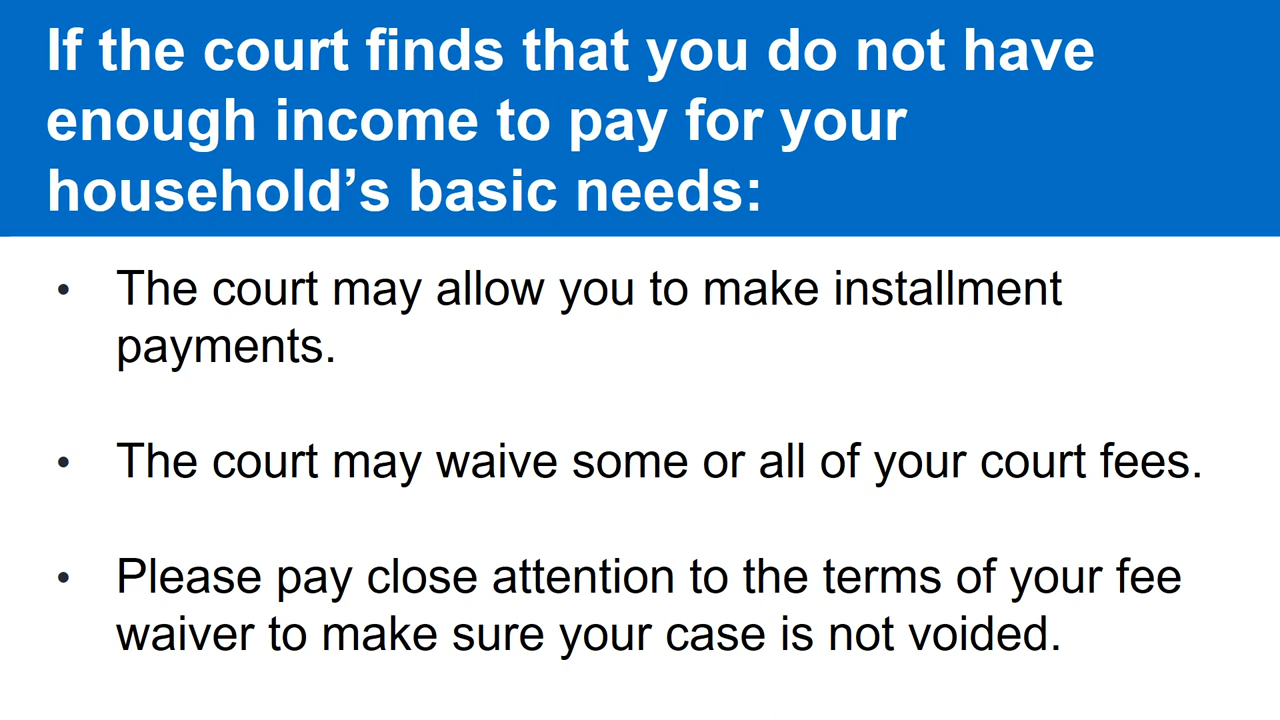 If the court finds that you do not have
enough income to pay for your
household’s basic needs:
• The court may allow you to make installment
payments.
• The court may waive some or all of your court fees.
• Please pay close attention to the terms of your fee
waiver to make sure your case is not voided.